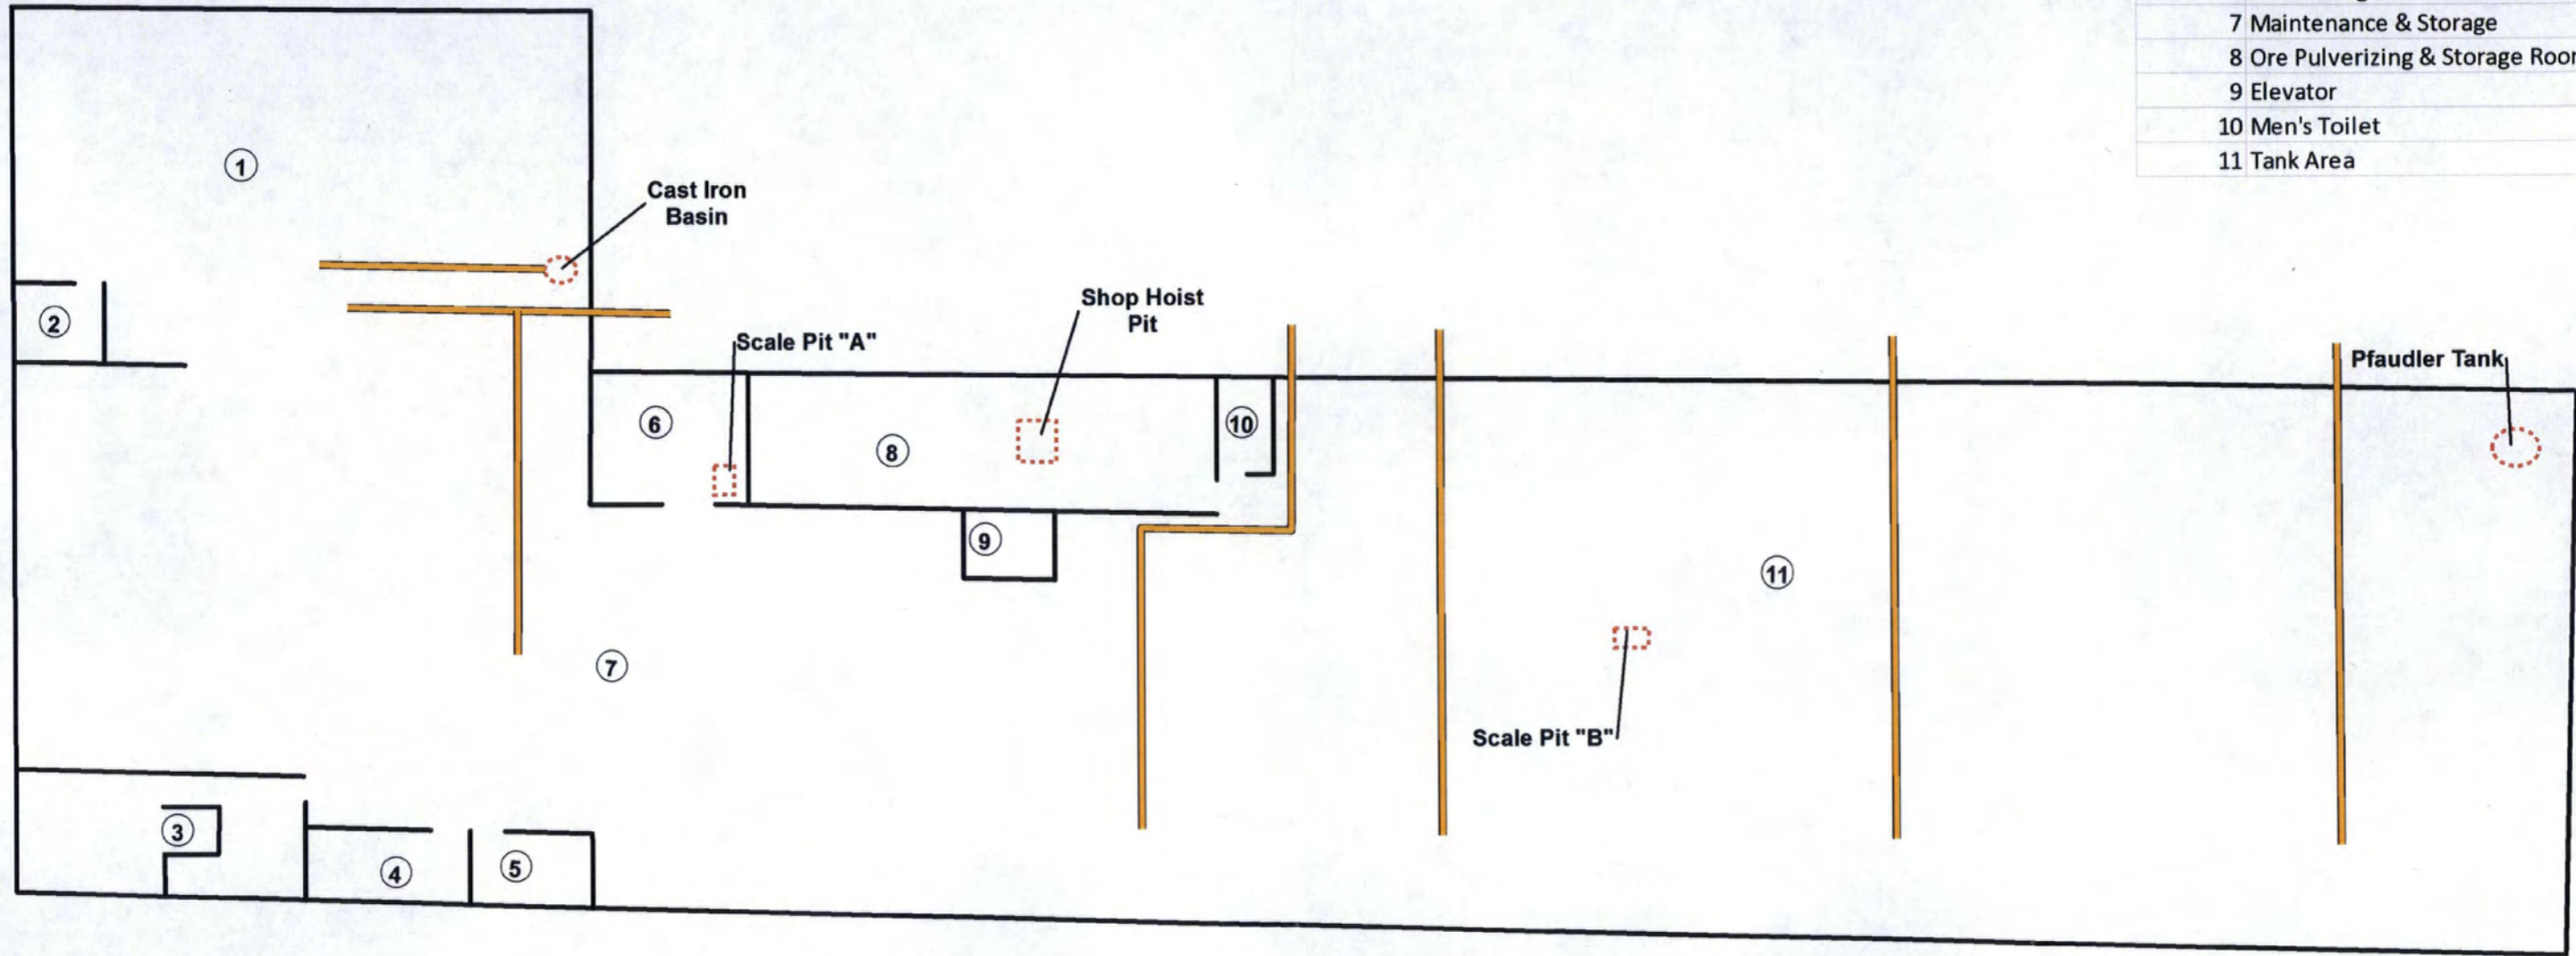 7 Maintenance & Storage
8 Ore Pulverizing & Storage Room
9 Elevator
10 Men's Toilet
11 Tank Area
1
Cast Iron
Basin
2
Shop Hoist
Pit
Scale Pit "A"
Pfaudler Tank
6
10
8
9
11
7
Scale Pit "B"
3
4
5